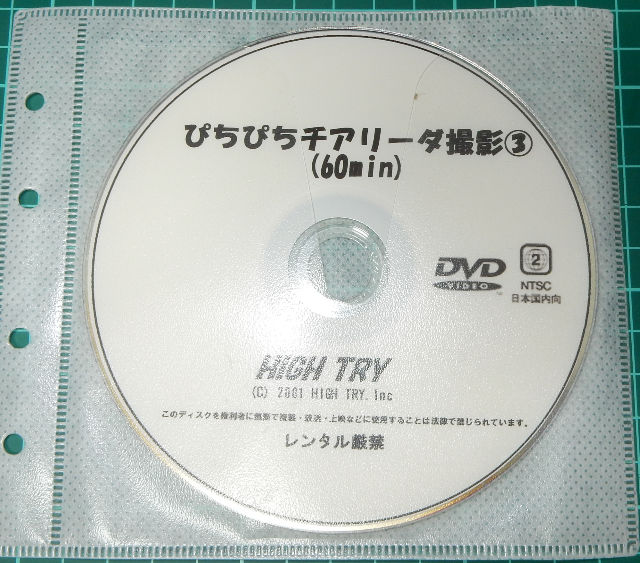 ぴちぴちチアリーダ撮影③
(60min)
DVD
VIDEO
2
NTSC
日本国内向
HIGH TRY
(C) 2001 HIGH TRY. Inc
このディスクを権利者に無断で複製・放送・上映などに使用することは法律で禁じられています。
レンタル厳禁